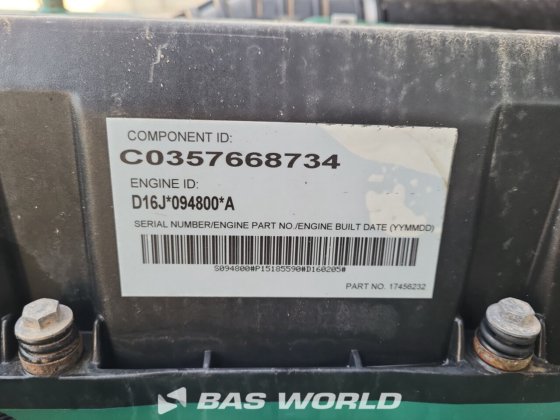 COMPONENT ID:
C0357668734
ENGINE ID:
D16J*094800*A
SERIAL NUMBER/ENGINE PART NO./ENGINE BUILT DATE (YYMMDD)
S094800#P15185590#D160205#
PART NO. 17456232
BAS WORLD